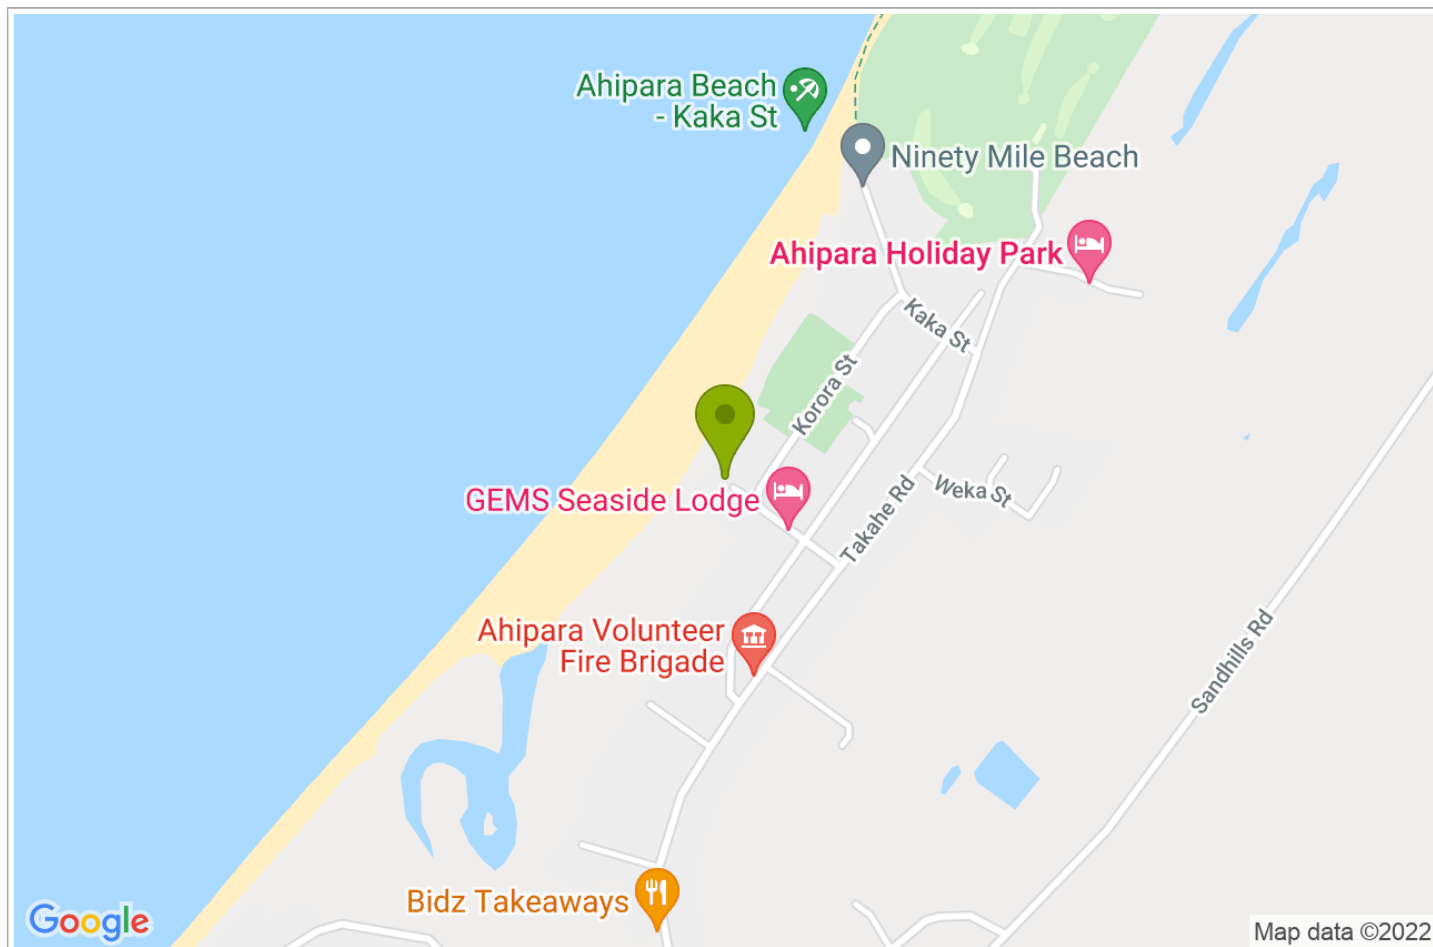 Ahipara Beach
- Kaka St
Ninety Mile Beach
Ahipara Holiday Park
Kaka St
Korora St
GEMS Seaside Lodge
Weka St
Takahe Rd
Ahipara Volunteer
Fire Brigade
Sandhills Rd
Bidz Takeaways
Google
Map data ©2022